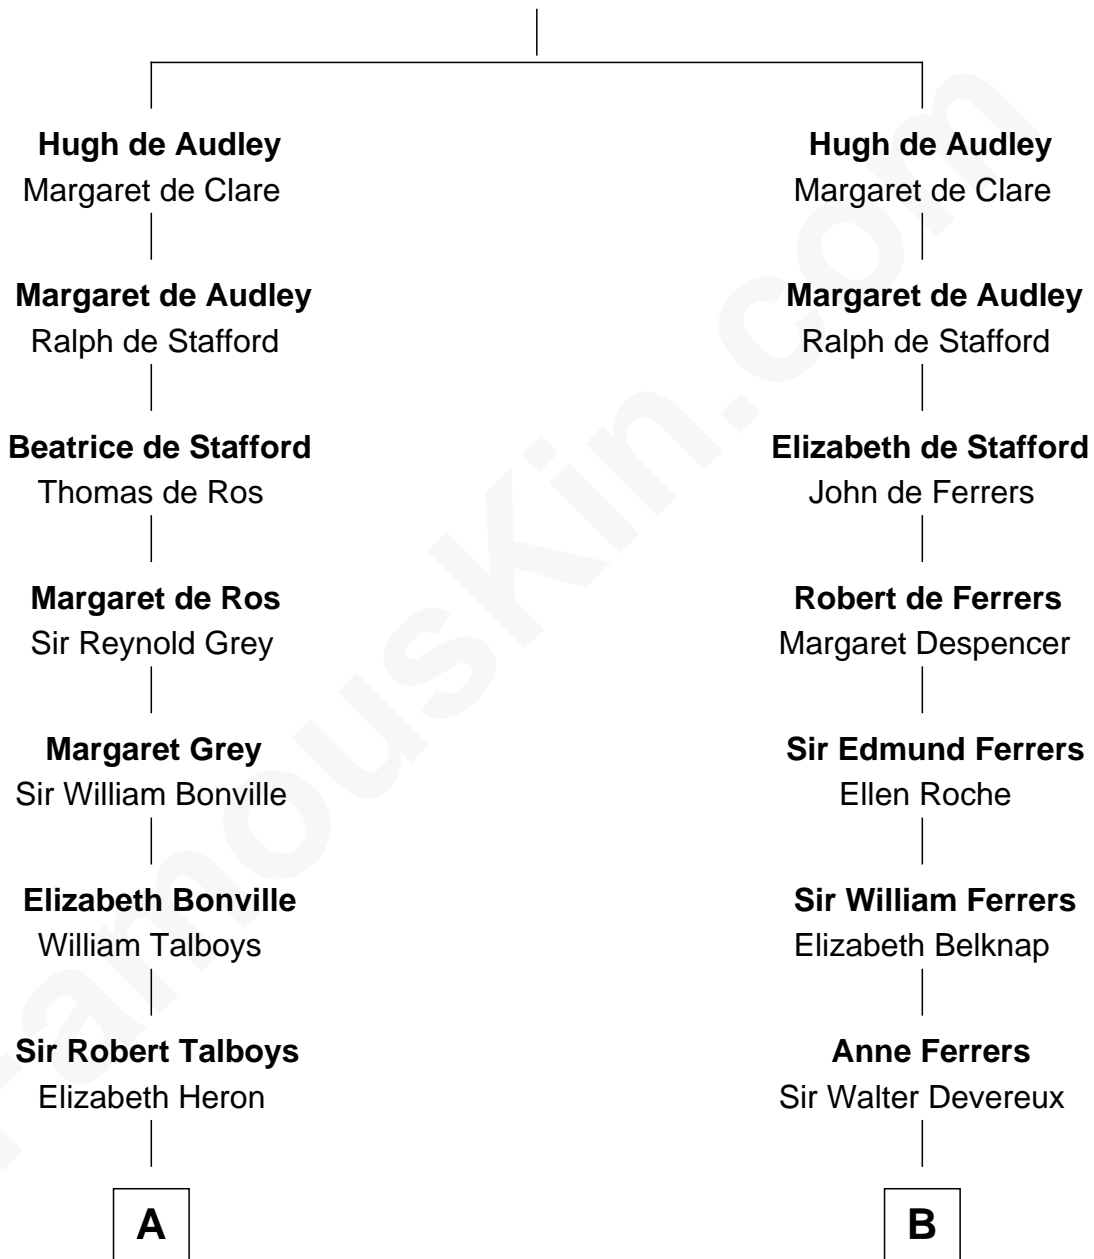 Hugh de Audley
Margaret de Clare
Margaret de Audley
Ralph de Stafford
Beatrice de Stafford
Thomas de Ros
Margaret de Ros
Sir Reynold Grey
Margaret Grey
Sir William Bonville
Elizabeth Bonville
William Talboys
Sir Robert Talboys
Elizabeth Heron
A
Hugh de Audley
Margaret de Clare
Margaret de Audley
Ralph de Stafford
Elizabeth de Stafford
John de Ferrers
Robert de Ferrers
Margaret Despencer
Sir Edmund Ferrers
Ellen Roche
Sir William Ferrers
Elizabeth Belknap
Anne Ferrers
Sir Walter Devereux
B
FamousKin.com